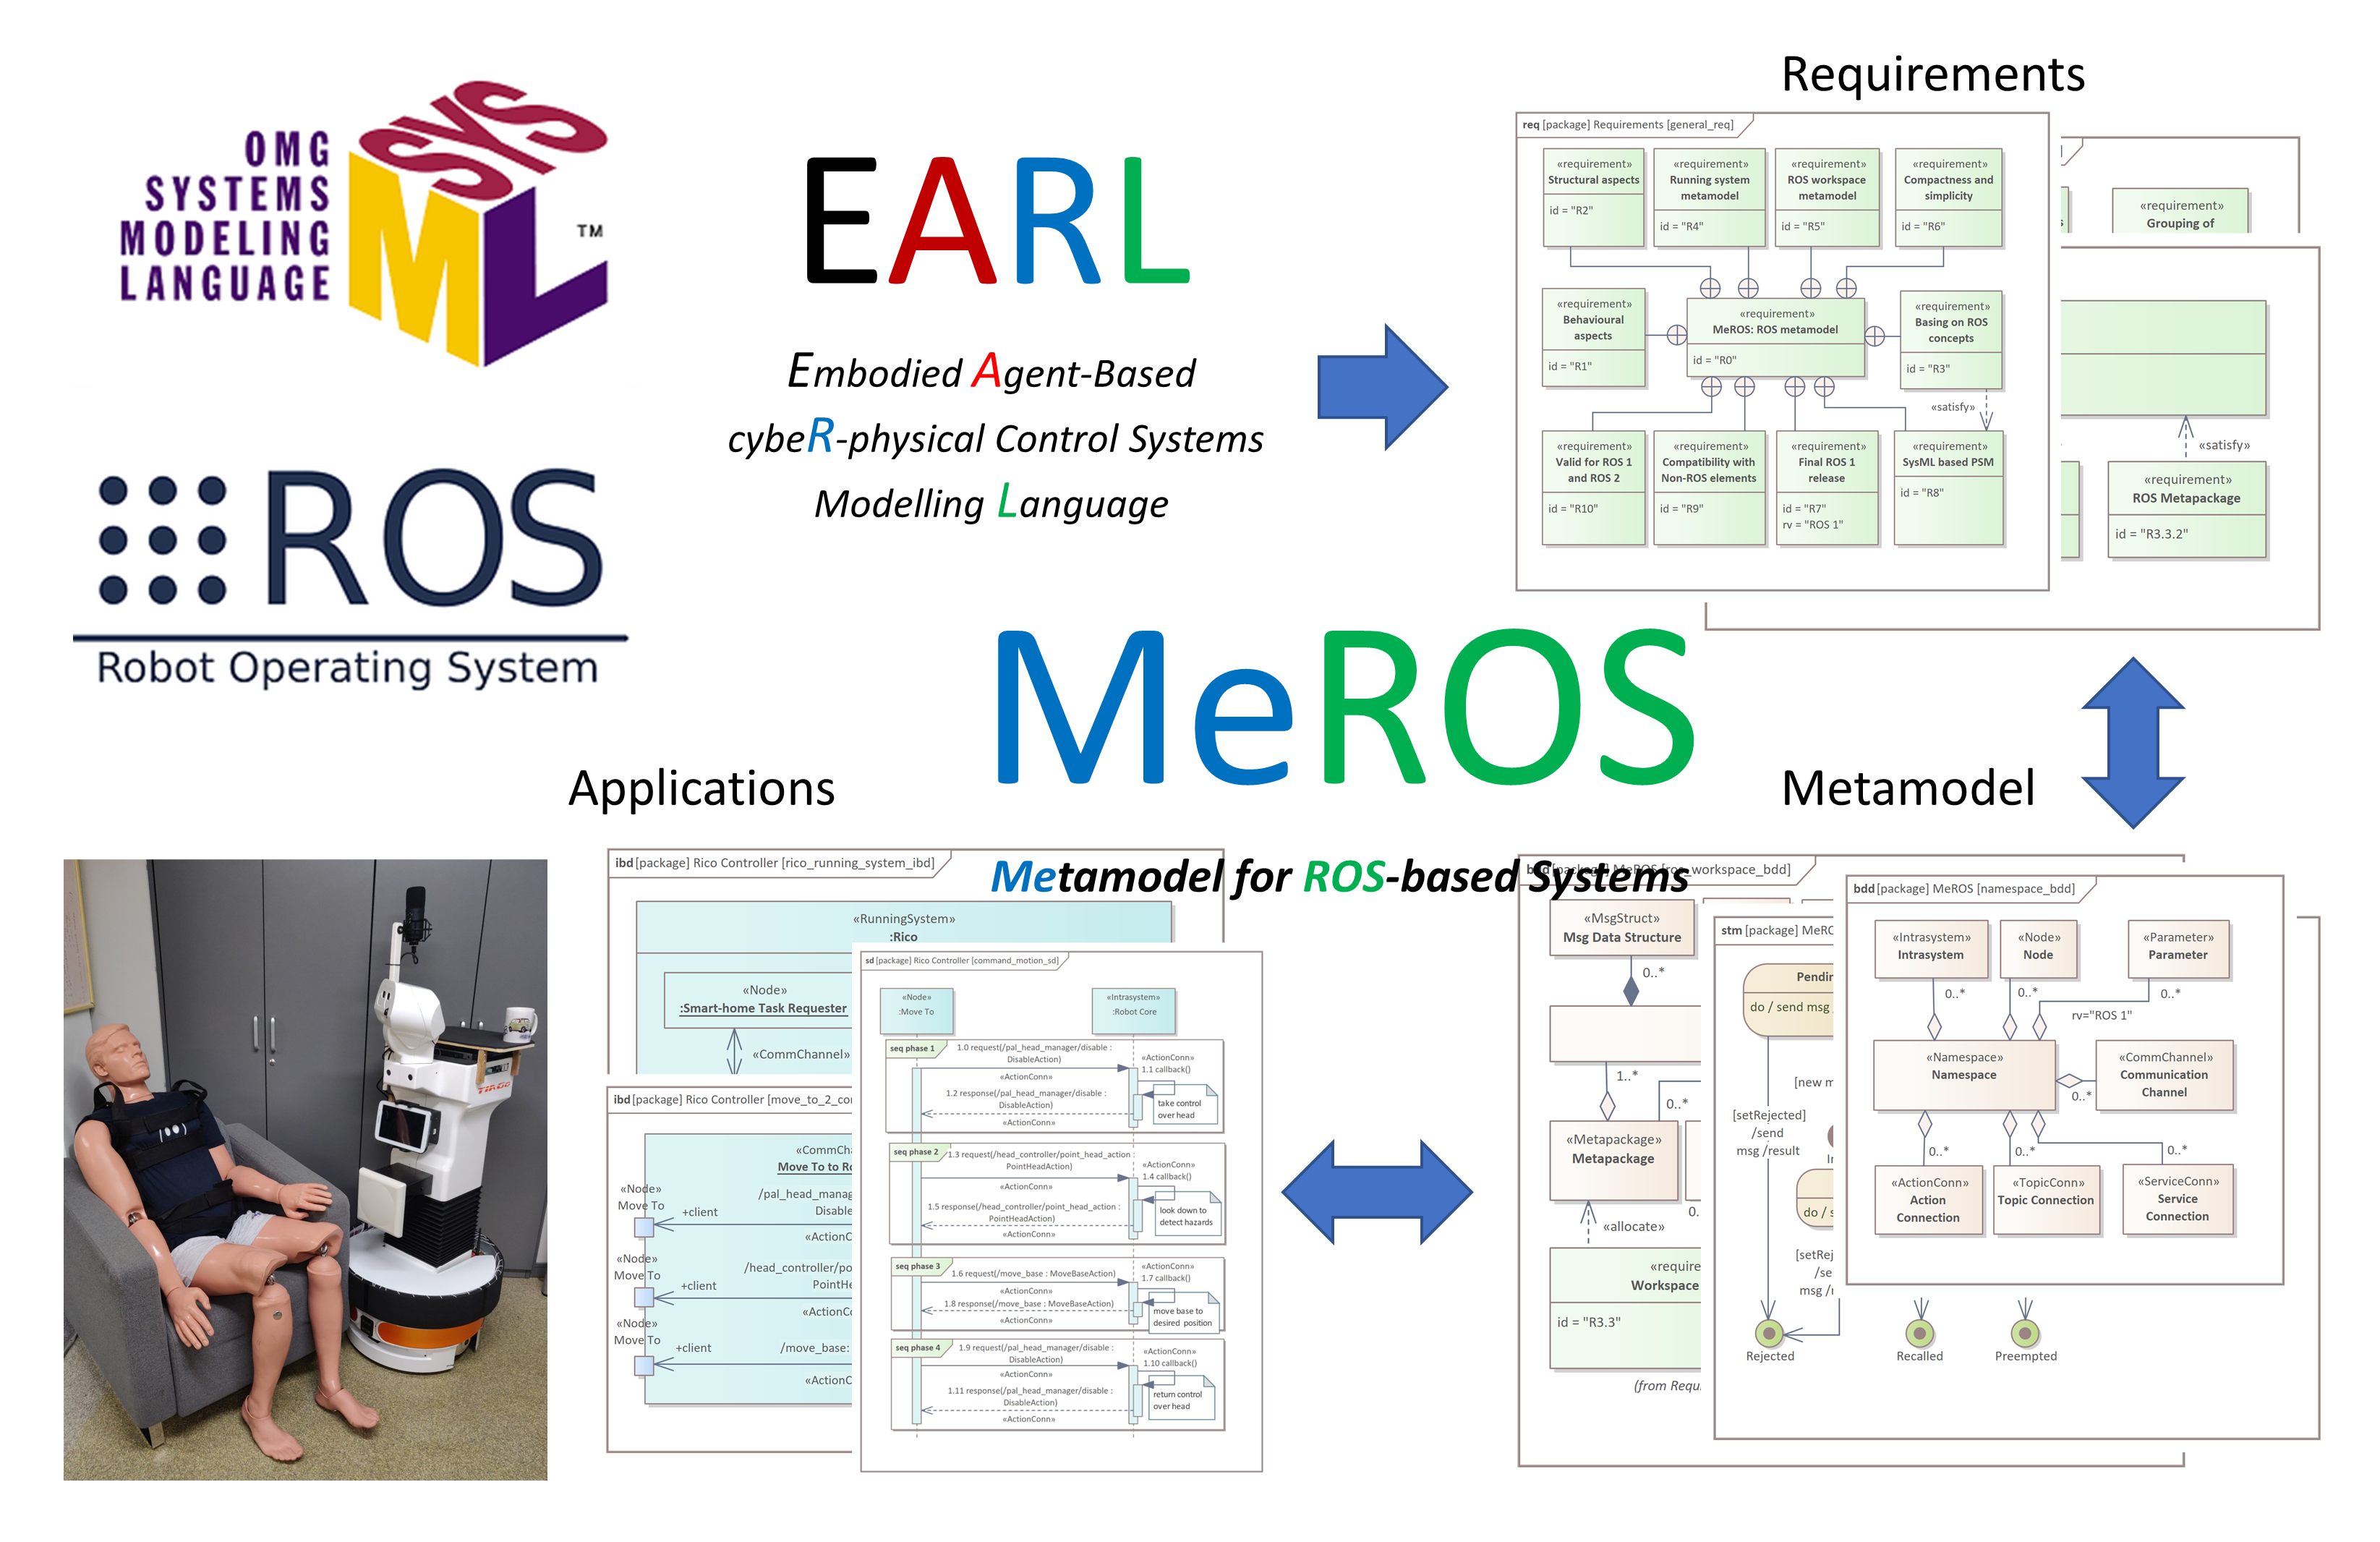 OMG
SYSTEMS
MODELING
LANGUAGE
SYS
ML
TM
ROS
Robot Operating System
EARL
Embodied Agent-Based
cybeR-physical Control Systems
Modelling Language
Requirements
req [package] Requirements [general_req]
«requirement»
Structural aspects
id = "R2"
«requirement»
Running system
metamodel
id = "R4"
«requirement»
ROS workspace
metamodel
id = "R5"
«requirement»
Compactness and
simplicity
id = "R6"
«requirement»
Behavioural
aspects
id = "R1"
«requirement»
MeROS: ROS metamodel
id = "R0"
«requirement»
Basing on ROS
concepts
id = "R3"
«satisfy»
«requirement»
Valid for ROS 1
and ROS 2
id = "R10"
«requirement»
Compatibility with
Non-ROS elements
id = "R9"
«requirement»
Final ROS 1
release
id = "R7"
rv = "ROS 1"
«requirement»
SysML based PSM
id = "R8"
«requirement»
Grouping of
«satisfy»
«requirement»
ROS Metapackage
id = "R3.3.2"
MeROS
Metamodel for ROS-based Systems
Applications
ibd [package] Rico Controller [rico_running_system_ibd]
«RunningSystem»
:Rico
«Node»
:Smart-home Task Requester
«CommChannel»
ibd [package] Rico Controller [move_to_2_co
«CommCha
Move To to Ro
«Node»
Move To
+client
/pal_head_manag
Disable
«ActionC
«Node»
Move To
+client
/head_controller/po
PointHe
«ActionCo
«Node»
Move To
+client
/move_base:
«ActionC
sd [package] Rico Controller [command_motion_sd]
«Node»
:Move To
«Intrasystem»
:Robot Core
seq phase 1
1.0 request(/pal_head_manager/disable :
DisableAction)
«ActionConn»
«ActionConn»
1.1 callback()
1.2 response(/pal_head_manager/disable :
DisableAction)
«ActionConn»
take control
over head
seq phase 2
1.3 request(/head_controller/point_head_action :
PointHeadAction)
«ActionConn»
«ActionConn»
1.4 callback()
1.5 response(/head_controller/point_head_action :
PointHeadAction)
«ActionConn»
look down to
detect hazards
seq phase 3
1.6 request(/move_base : MoveBaseAction)
«ActionConn»
«ActionConn»
1.7 callback()
1.8 response(/move_base : MoveBaseAction)
«ActionConn»
move base to
desired position
seq phase 4
1.9 request(/pal_head_manager/disable :
DisableAction)
«ActionConn»
«ActionConn»
1.10 callback()
1.11 response(/pal_head_manager/disable :
DisableAction)
«ActionConn»
return control
over head
Metamodel
bdd [package] MeROS [ros_workspace_bdd]
«MsgStruct»
Msg Data Structure
0..*
1..*
0..*
«Metapackage»
Metapackage
0.
«allocate»
«require
Workspace
id = "R3.3"
(from Requ
stm [package] MeRO
Pendin
do / send msg
[new m
[setRejected]
/send
msg /result
do / s
[setRej
/se
msg /r
Rejected
Recalled
Preempted
bdd [package] MeROS [namespace_bdd]
«Intrasystem»
Intrasystem
«Node»
Node
«Parameter»
Parameter
0..*
0..*
0..*
rv="ROS 1"
«Namespace»
Namespace
«CommChannel»
Communication
Channel
0..*
0..*
0..*
0..*
«ActionConn»
Action
Connection
«TopicConn»
Topic Connection
«ServiceConn»
Service
Connection
TIAGo